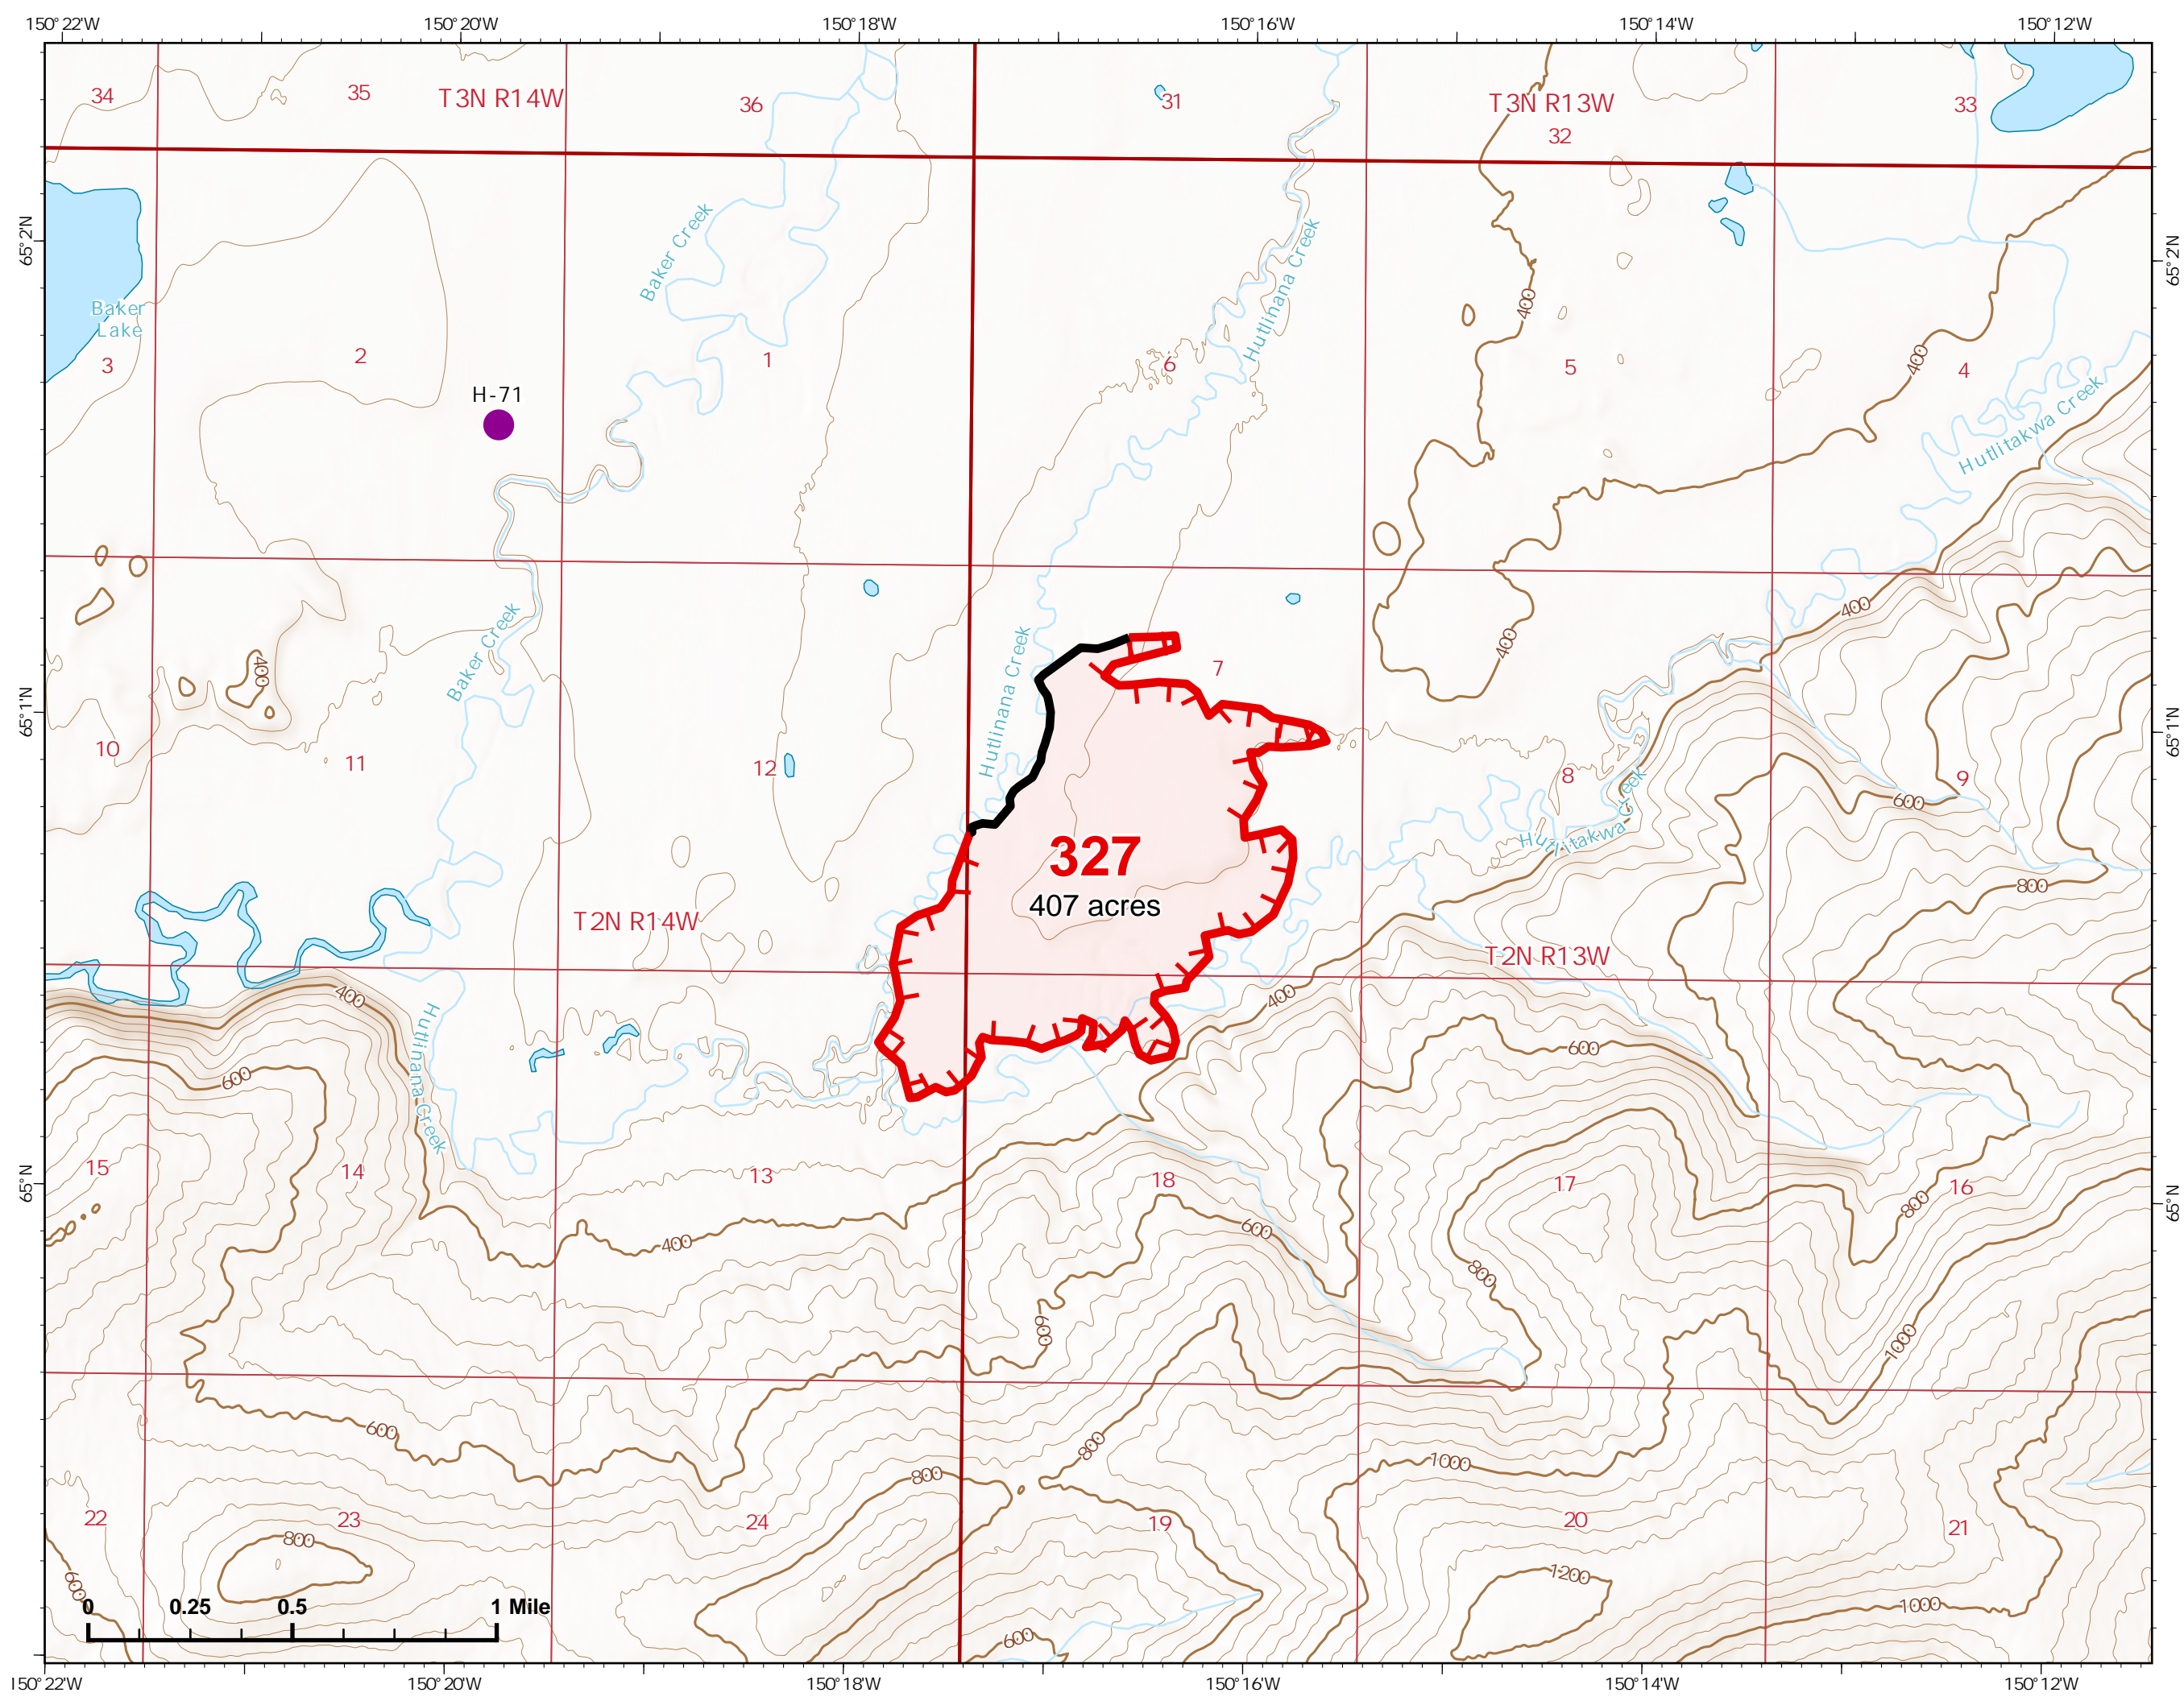 150°22'W 150°20'W 150°18'W 150°16'W 150°14'W 150°12'W
34 35 T3N R14W 36 31 T3N R13W 33
32
65°2'N
65°2'N
Baker Creek
Hutlinana Creek
Baker
Lake
400
400
3 2 1 6 5 4
H-71
Hutlitakwa Creek
400
400
Baker Creek
Hutlinana Creek
400
7
65°1'N
65°1'N
10 11 12 8 9
600
Hutlitakwa Creek
327
407 acres
800
T2N R14W
T2N R13W
400
400
600
600
Hutlinana Creek
15 14 13 18 17 16
65°N
65°N
800
600
400
800
600
1000
600
800
800
1000
22 23 24 19 20 21
800
1200
600
1000
600
0 0.25 0.5 1 Mile
150°22'W 150°20'W 150°18'W 150°16'W 150°14'W 150°12'W